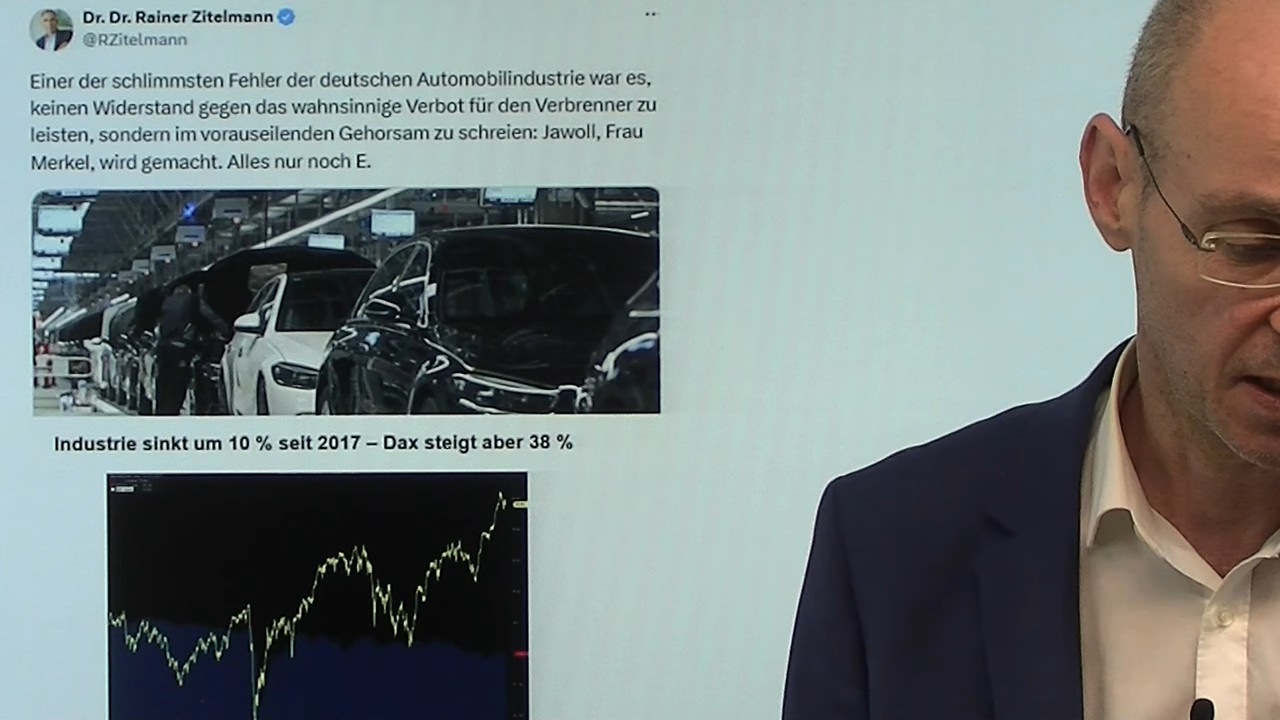 Dr. Dr. Rainer Zitelmann
@RZitelmann
Einer der schlimmsten Fehler der deutschen Automobilindustrie war es,
keinen Widerstand gegen das wahnsinnige Verbot für den Verbrenner zu
leisten, sondern im vorauseilenden Gehorsam zu schreien: Jawoll, Frau
Merkel, wird gemacht. Alles nur noch E.
Industrie sinkt um 10 % seit 2017 – Dax steigt aber 38 %